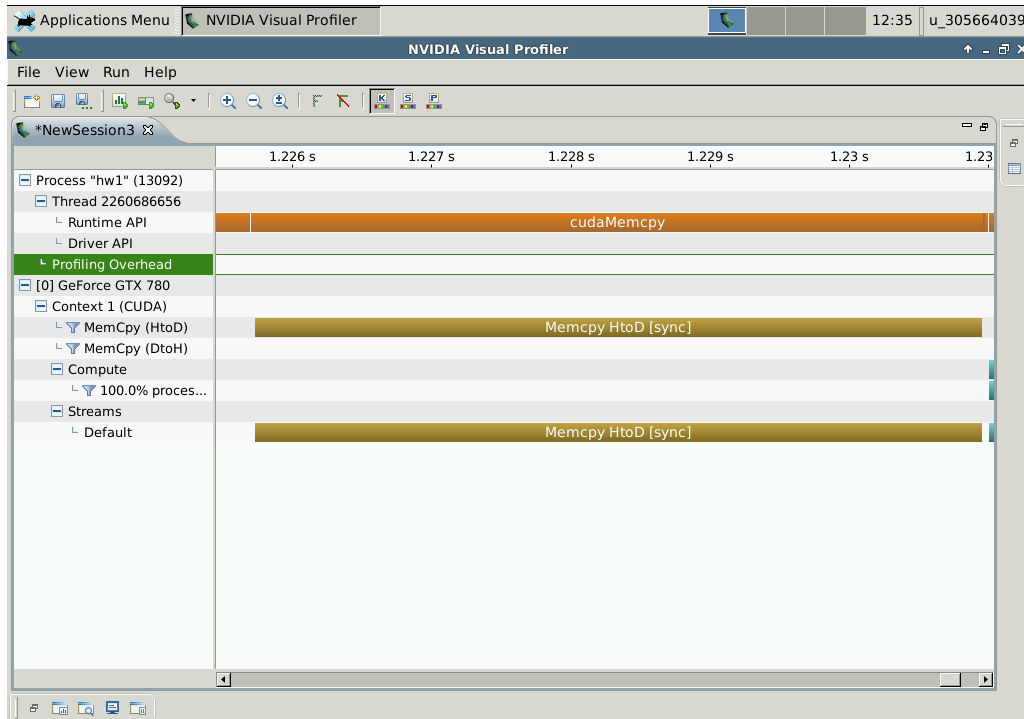 Applications Menu NVIDIA Visual Profiler 12:35 u_305664039
NVIDIA Visual Profiler
File View Run Help
*NewSession3
1.226 s 1.227 s 1.228 s 1.229 s 1.23 s 1.23
Process "hw1" (13092)
Thread 2260686656
Runtime API cudaMemcpy
Driver API
Profiling Overhead
[0] GeForce GTX 780
Context 1 (CUDA)
MemCpy (HtoD) Memcpy HtoD [sync]
MemCpy (DtoH)
Compute
100.0% proces...
Streams
Default Memcpy HtoD [sync]